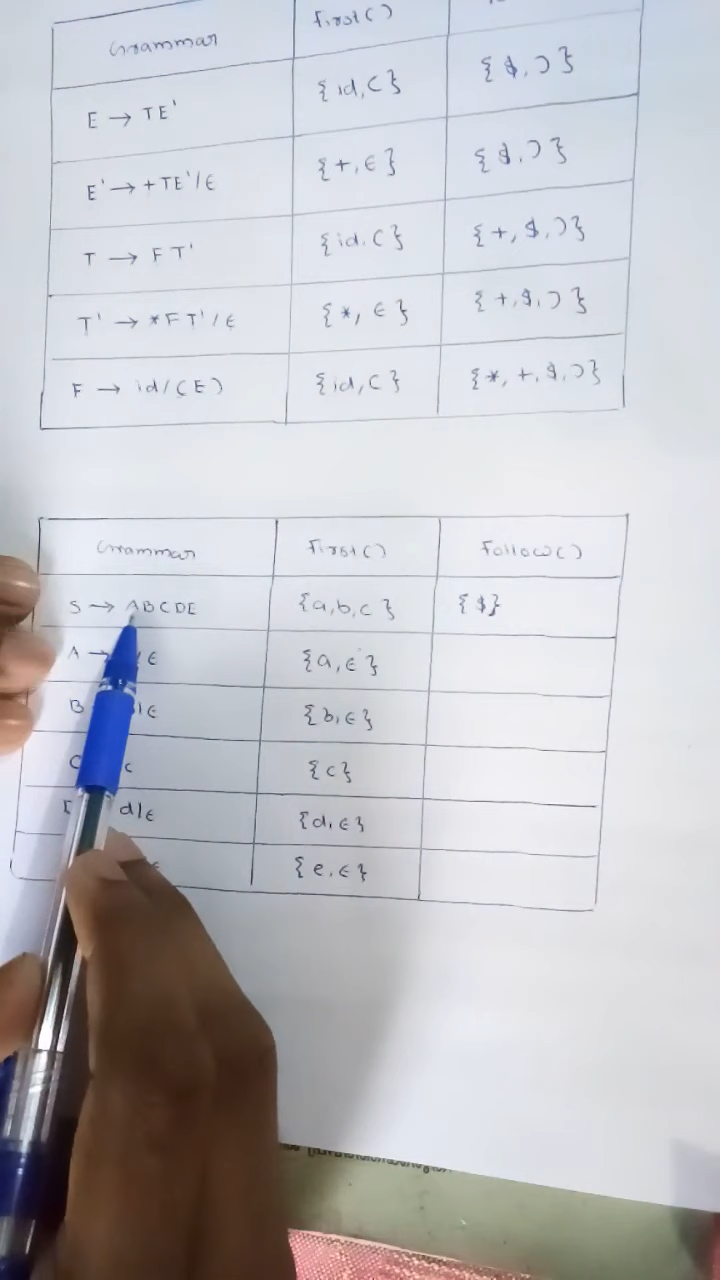 Grammar First()
E → TE' {id, (} {$, )}
E' → +TE'/ϵ {+, ϵ} {$, )}
T → FT' {id, (} {+, $, )}
T' → *FT'/ϵ {*, ϵ} {+, $, )}
F → id/(E) {id, (} {*, +, $, )}
Grammar First() Follow()
S → ABCDE {a, b, c} {$}
A → /ϵ {a, ϵ}
B |ϵ {b, ϵ}
C c {c}
d|ϵ {d, ϵ}
ϵ {e, ϵ}